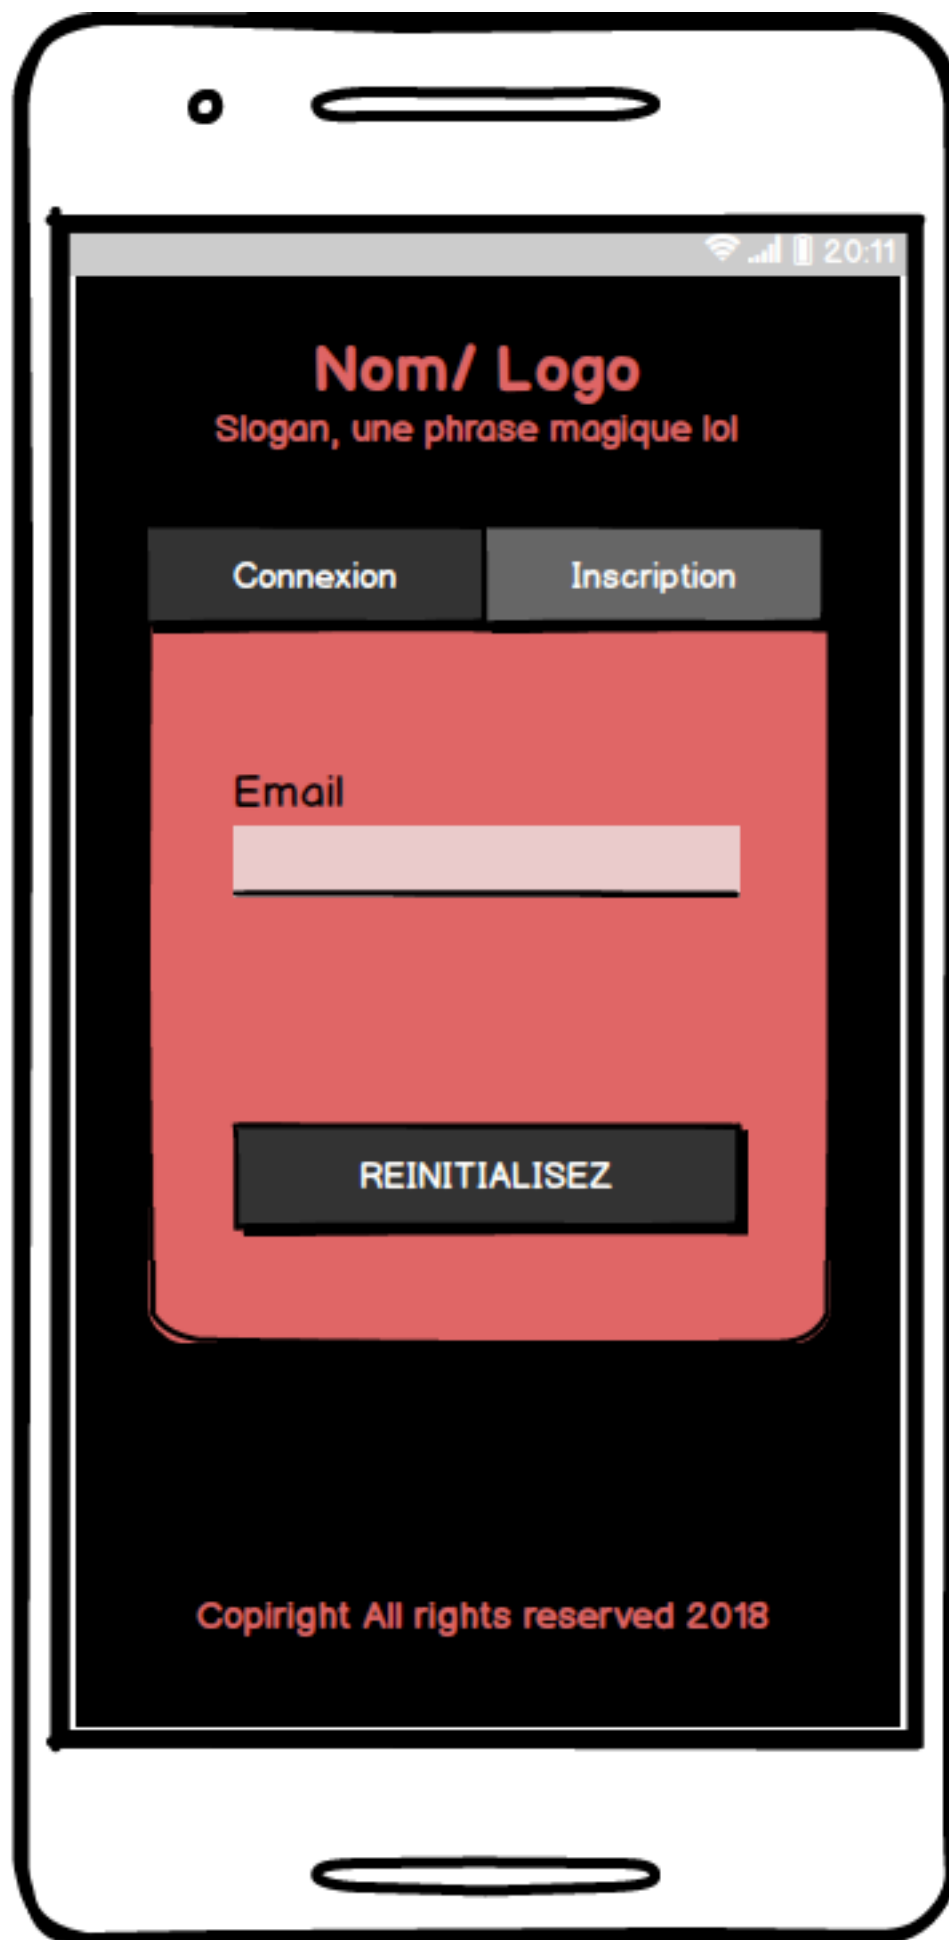 20:11
Nom/ Logo
Slogan, une phrase magique lol
Connexion Inscription
Email
REINITIALISEZ
Copiright All rights reserved 2018